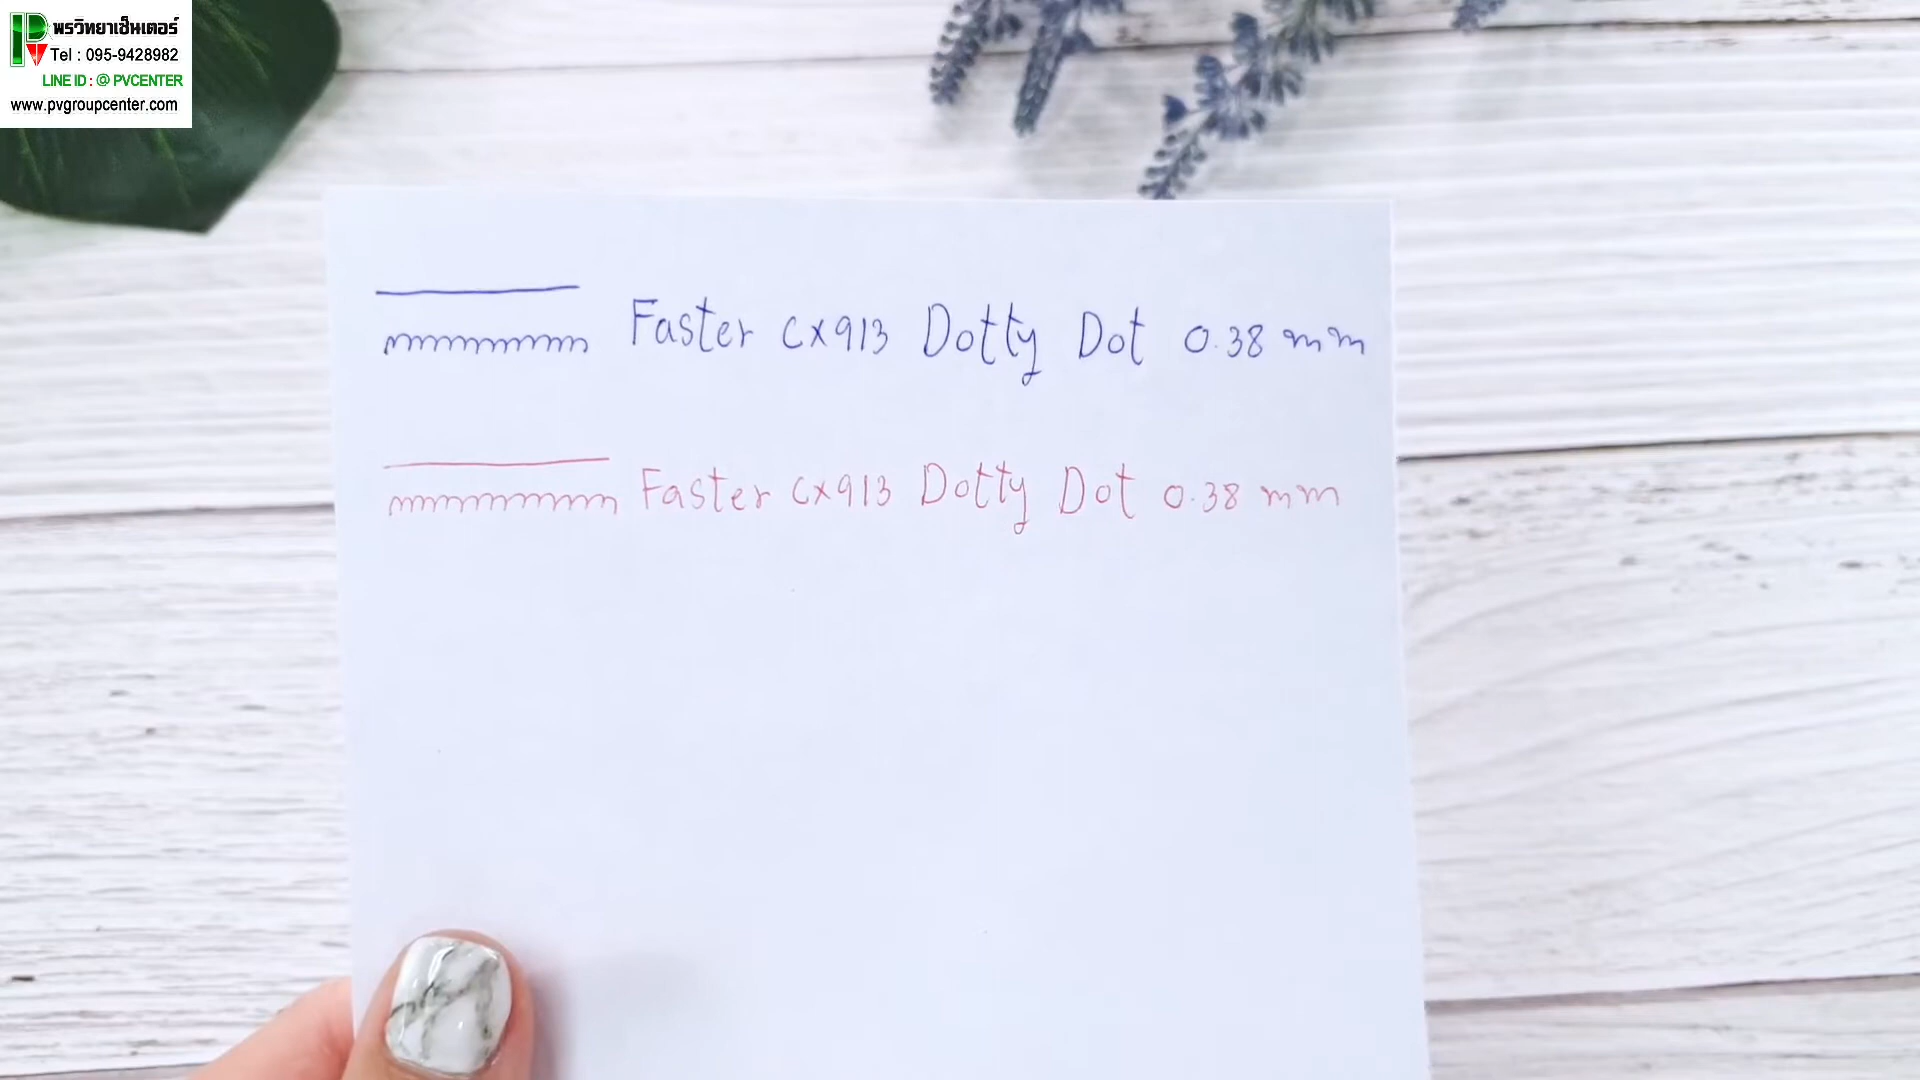 พรวิทยาเซ็นเตอร์
Tel : 095-9428982
LINE ID : @ PVCENTER
www.pvgroupcenter.com
Faster CX913 Dotty Dot 0.38 mm
Faster CX913 Dotty Dot 0.38 mm